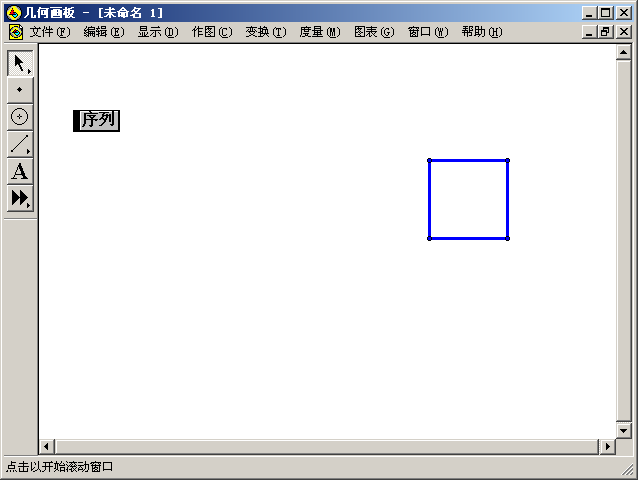 几何画板 - [未命名 1]
文件(F) 编辑(E) 显示(D) 作图(C) 变换(T) 度量(M) 图表(G) 窗口(W) 帮助(H)
序列
A
点击以开始滚动窗口